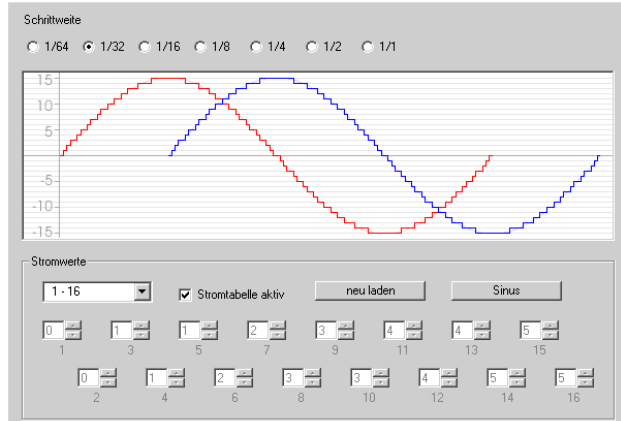 Schrittweite
1/64 1/32 1/16 1/8 1/4 1/2 1/1
15
10
5
-5
-10
-15
Stromwerte
1 - 16 Stromtabelle aktiv neu laden Sinus
0 1 1 2 3 4 4 5
1 3 5 7 9 11 13 15
0 1 2 3 3 4 5 5
2 4 6 8 10 12 14 16